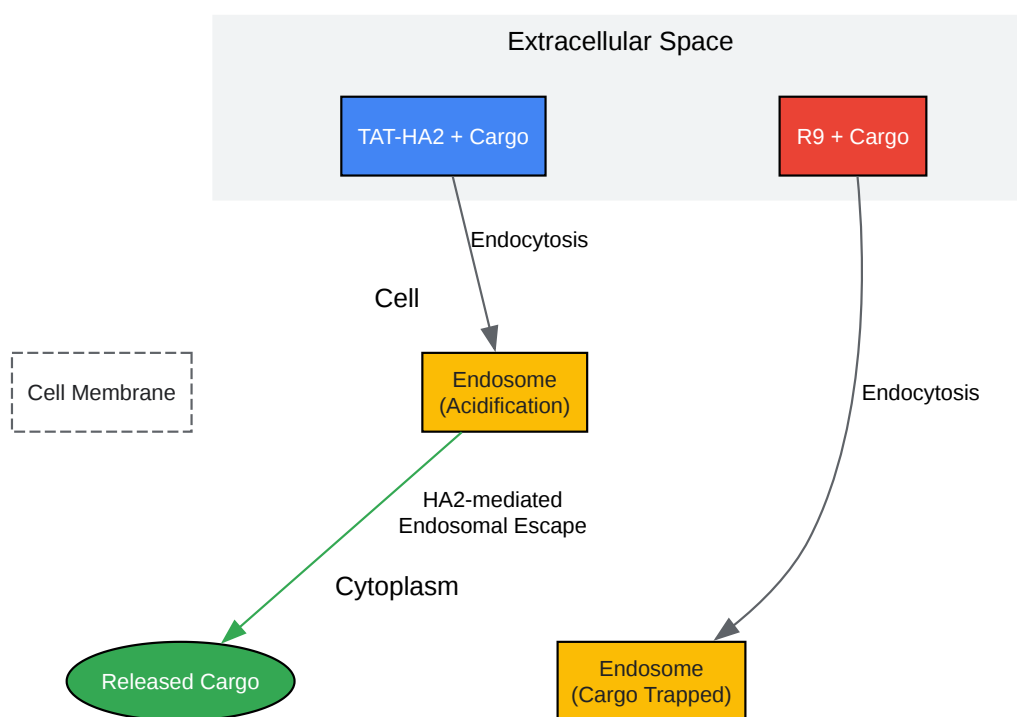 Extracellular Space
TAT-HA2 + Cargo
R9 + Cargo
Endocytosis
Cell
Cell Membrane
Endosome
(Acidification)
Endocytosis
HA2-mediated
Endosomal Escape
Cytoplasm
Released Cargo
Endosome
(Cargo Trapped)